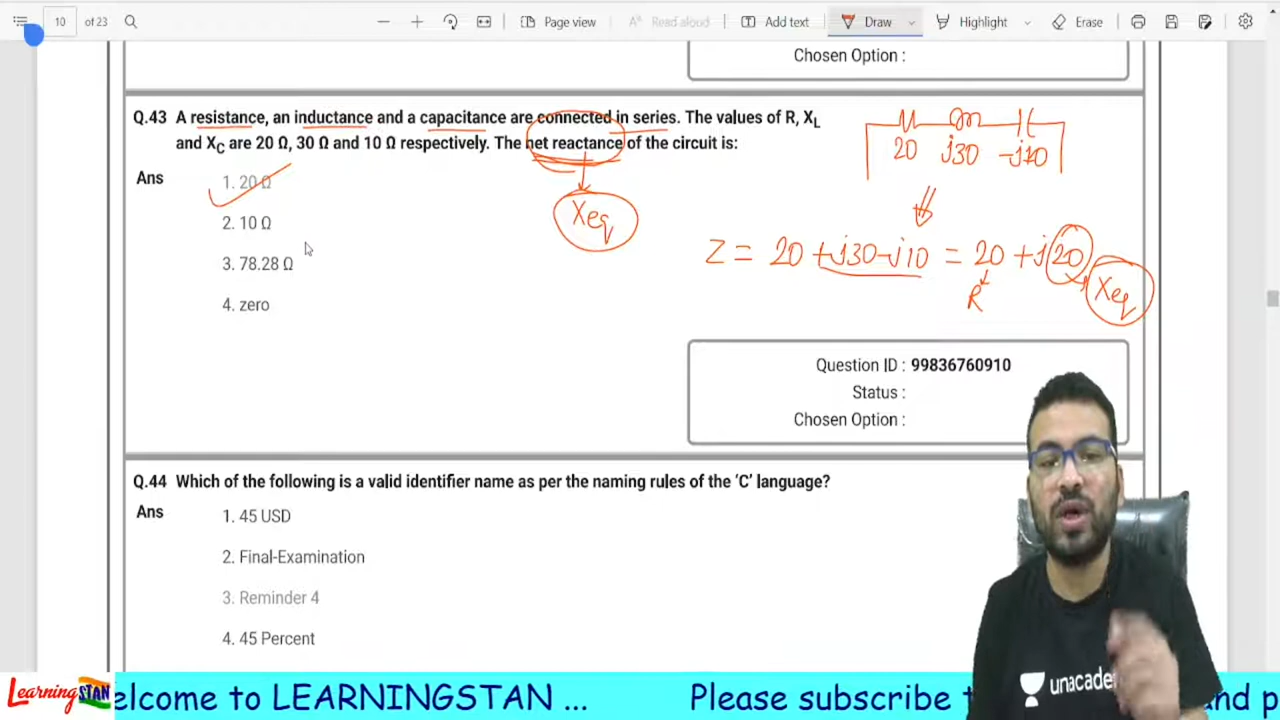 10 of 23
Page view
Read aloud
Add text
Draw
Highlight
Erase
Chosen Option :
Q.43 A resistance, an inductance and a capacitance are connected in series. The values of R, XL
and XC are 20 Ω, 30 Ω and 10 Ω respectively. The net reactance of the circuit is:
Ans
1. 20 Ω
2. 10 Ω
3. 78.28 Ω
4. zero
20 j30 -j10
Xeq
Z = 20 +j30-j10 = 20 +j20
R
Xeq
Question ID : 99836760910
Status :
Chosen Option :
Q.44 Which of the following is a valid identifier name as per the naming rules of the ‘C’ language?
Ans
1. 45 USD
2. Final-Examination
3. Reminder 4
4. 45 Percent
unacade
LearningSTAN
elcome to LEARNINGSTAN ... Please subscribe t nd p